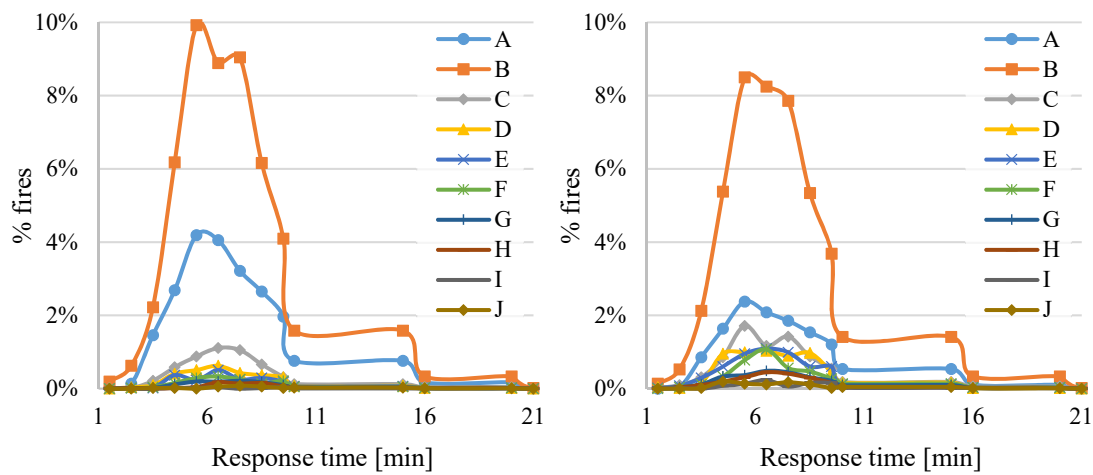 10%
8%
6%
4%
2%
0%
% fires
1
6
11
16
21
Response time [min]
A
B
C
D
E
F
G
H
I
J
10%
8%
6%
4%
2%
0%
% fires
1
6
11
16
21
Response time [min]
A
B
C
D
E
F
G
H
I
J